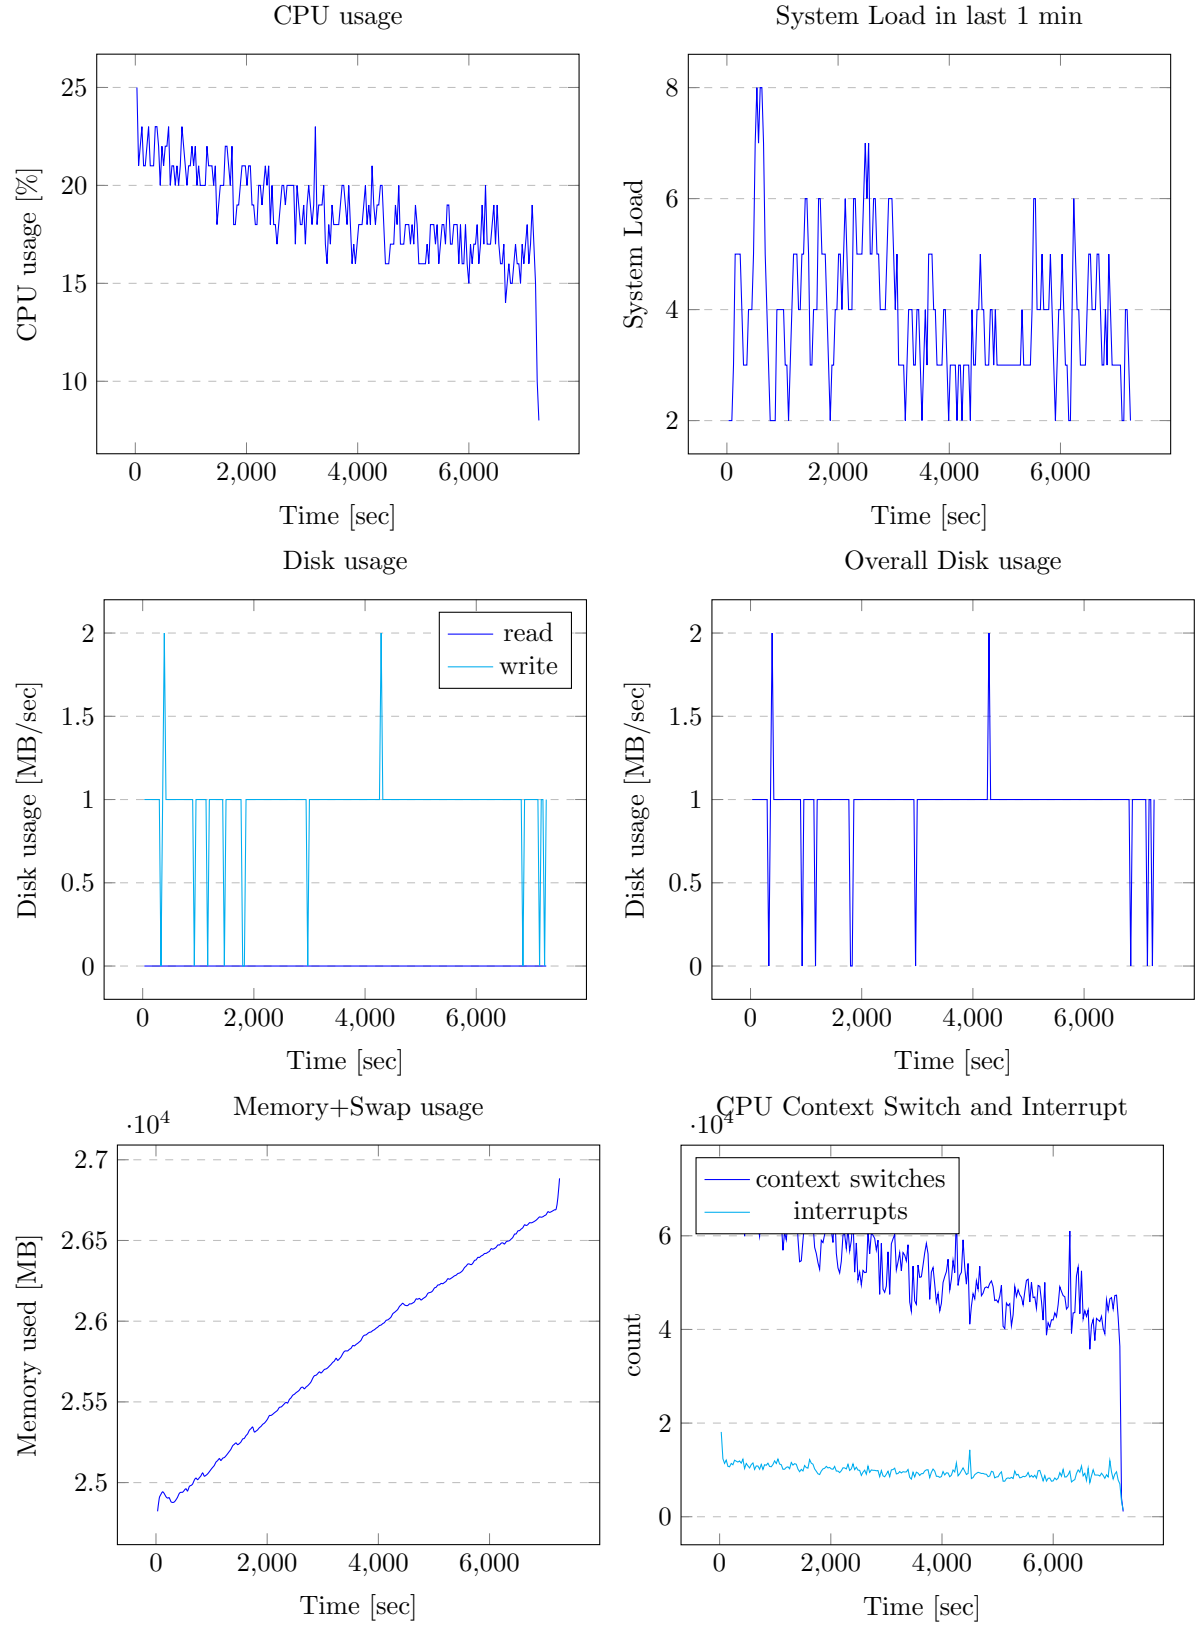 CPU usage
25
20
15
10
CPU usage [%]
0 2,000 4,000 6,000
Time [sec]
System Load in last 1 min
8
6
4
2
System Load
0 2,000 4,000 6,000
Time [sec]
Disk usage
read
write
2
1.5
1
0.5
0
Disk usage [MB/sec]
0 2,000 4,000 6,000
Time [sec]
Overall Disk usage
2
1.5
1
0.5
0
Disk usage [MB/sec]
0 2,000 4,000 6,000
Time [sec]
Memory+Swap usage
·10^4
2.7
2.65
2.6
2.55
2.5
Memory used [MB]
0 2,000 4,000 6,000
Time [sec]
CPU Context Switch and Interrupt
·10^4
context switches
interrupts
6
4
2
0
count
0 2,000 4,000 6,000
Time [sec]